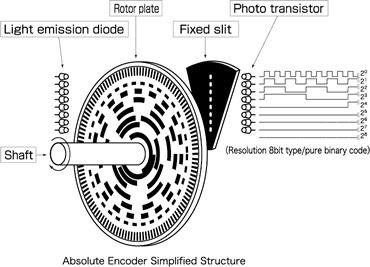 Rotor plate
Light emission diode
Fixed slit
Photo transistor
2⁰
2¹
2²
2³
2⁴
2⁵
2⁶
2⁷
2⁸
Shaft
(Resolution 8bit type/pure binary code)
Absolute Encoder Simplified Structure